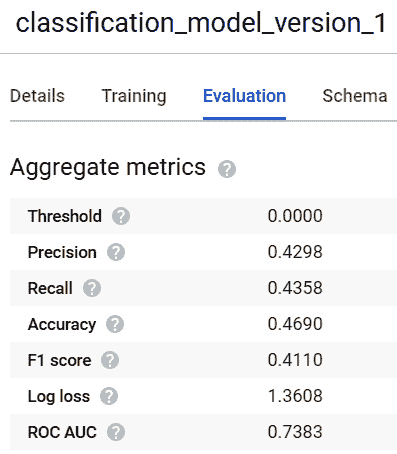 classification_model_version_1
Details Training Evaluation Schema
Aggregate metrics ?
Threshold ? 0.0000
Precision ? 0.4298
Recall ? 0.4358
Accuracy ? 0.4690
F1 score ? 0.4110
Log loss ? 1.3608
ROC AUC ? 0.7383